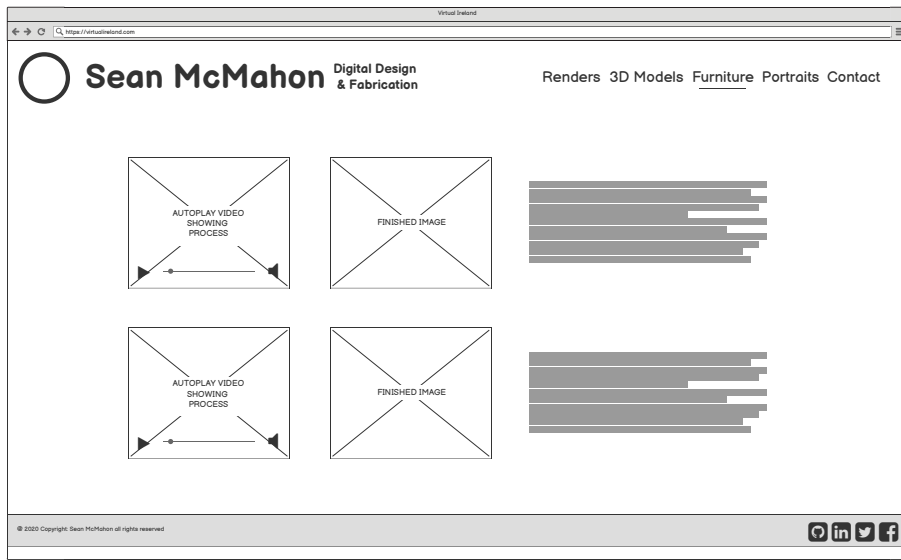 Virtual Ireland
https://virtualireland.com
Sean McMahon
Digital Design
& Fabrication
Renders 3D Models Furniture Portraits Contact
AUTOPLAY VIDEO
SHOWING
PROCESS
FINISHED IMAGE
AUTOPLAY VIDEO
SHOWING
PROCESS
FINISHED IMAGE
© 2020 Copyright: Sean McMahon all rights reserved